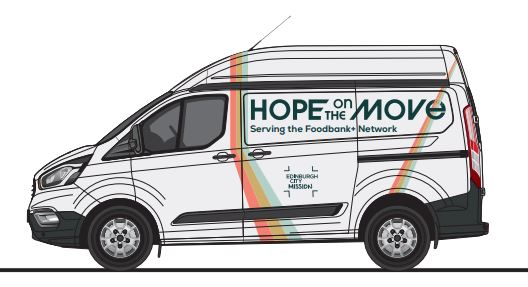 HOPE on THE MOVe
Serving the Foodbank+ Network
EDINBURGH
CITY
MISSION